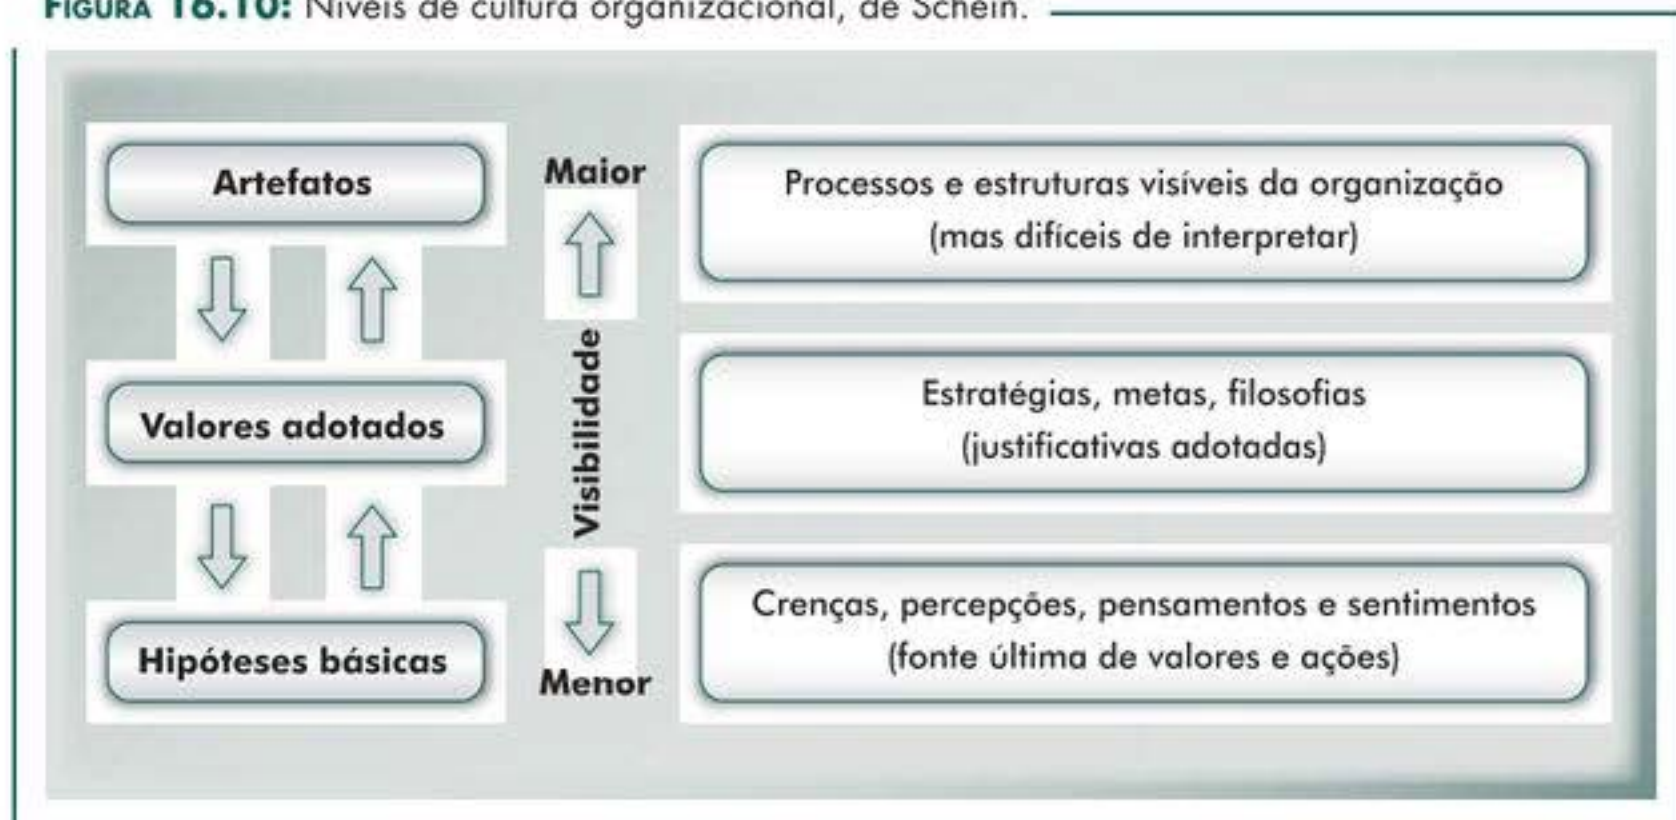 FIGURA 16.10: Níveis de cultura organizacional, de Schein.
Artefatos
Maior
Processos e estruturas visíveis da organização
(mas difíceis de interpretar)
Visibilidade
Valores adotados
Estratégias, metas, filosofias
(justificativas adotadas)
Hipóteses básicas
Menor
Crenças, percepções, pensamentos e sentimentos
(fonte última de valores e ações)